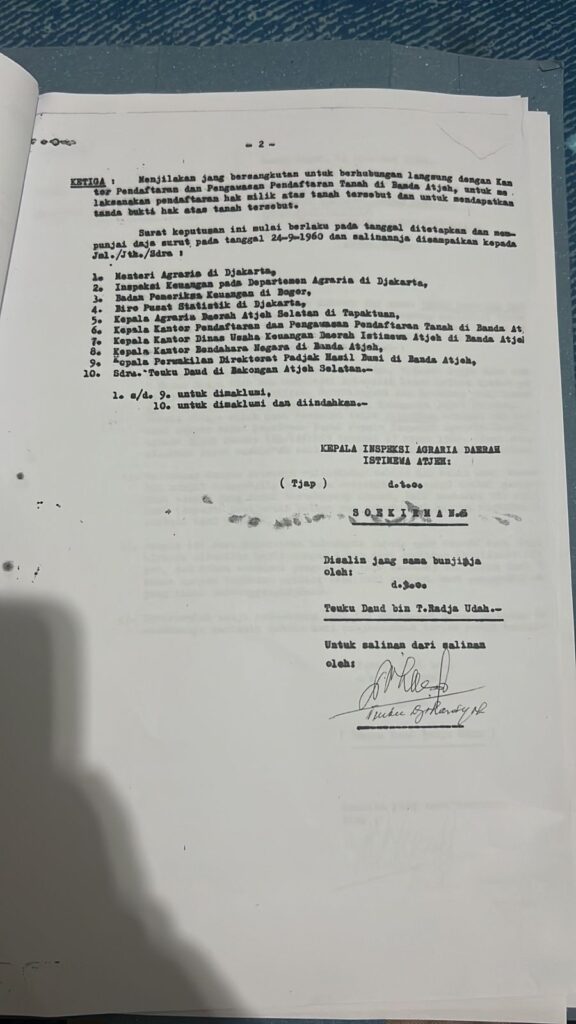 - 2 -
KETIGA : Menjilakan jang bersangkutan untuk berhubungan langsung dengan Kan
tor Pendaftaran dan Pengawasan Pendaftaran Tanah di Banda Atjeh, untuk me
laksanakan pendaftaran hak milik atas tanah tersebut dan untuk mendapatkan
tanda bukti hak atas tanah tersebut.
Surat keputusan ini mulai berlaku pada tanggal ditetapkan dan mem-
punjai daja surut pada tanggal 24-9-1960 dan salinannja disampaikan kepada
Jml./Jth./Sdra :
1. Menteri Agraria di Djakarta,
2. Inspeksi Keuangan pada Departemen Agraria di Djakarta,
3. Badan Pemeriksa Keuangan di Bogor,
4. Biro Pusat Statistik di Djakarta,
5. Kepala Agraria Daerah Atjeh Selatan di Tapaktuan,
6. Kepala Kantor Pendaftaran dan Pengawasan Pendaftaran Tanah di Banda At
7. Kepala Kantor Dinas Usaha Keuangan Daerah Istimewa Atjeh di Banda Atjeh
8. Kepala Kantor Bendahara Negara di Banda Atjeh,
9. Kepala Perwakilan Direktorat Padjak Hasil Bumi di Banda Atjeh,
10. Sdra. Teuku Daud di Bakongan Atjeh Selatan.-
1. s/d. 9. untuk dimaklumi,
10. untuk dimaklumi dan diindahkan.-
KEPALA INSPEKSI AGRARIA DAERAH
ISTIMEWA ATJEH:
( Tjap ) d.t.o.
SOEKIRMAN.S
Disalin jang sama bunjinja
oleh:
d.t.o.
Teuku Daud bin T.Radja Udah.-
Untuk salinan dari salinan
oleh:
Teuku